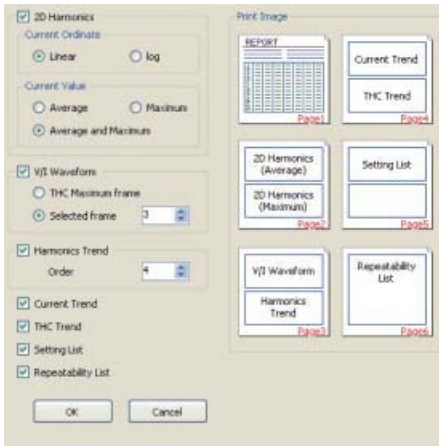 2D Harmonics
Current Ordinate
Linear
log
Current Value
Average
Maximum
Average and Maximum
V/I Waveform
THC Maximum frame
Selected frame
3
Harmonics Trend
Order
4
Current Trend
THC Trend
Setting List
Repeatability List
OK
Cancel
Print Image
REPORT
Page1
Current Trend
THC Trend
Page4
2D Harmonics
(Average)
2D Harmonics
(Maximum)
Page2
Setting List
Page5
V/I Waveform
Harmonics
Trend
Page3
Repeatability
List
Page6